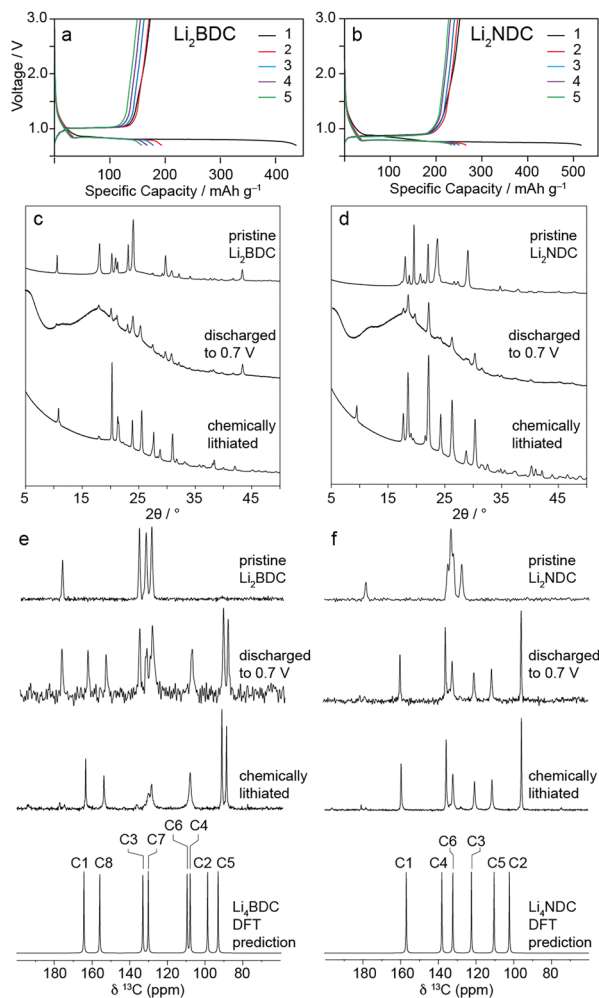 a
Li2BDC
1
2
3
4
5
b
Li2NDC
1
2
3
4
5
Voltage / V
3.0
2.0
1.0
0 100 200 300 400
0 100 200 300 400 500
Specific Capacity / mAh g⁻¹
Specific Capacity / mAh g⁻¹
c
pristine
Li2BDC
discharged
to 0.7 V
chemically
lithiated
5 15 25 35 45
2θ / °
d
pristine
Li2NDC
discharged
to 0.7 V
chemically
lithiated
5 15 25 35 45
2θ / °
e
pristine
Li2BDC
discharged
to 0.7 V
chemically
lithiated
C6 C4
C3 C7
C1 C8 C2 C5
Li4BDC
DFT
prediction
200 180 160 140 120 100 80
δ ¹³C (ppm)
f
pristine
Li2NDC
discharged
to 0.7 V
chemically
lithiated
C6 C3
C1 C4 C5 C2
Li4NDC
DFT
prediction
200 180 160 140 120 100 80
δ ¹³C (ppm)